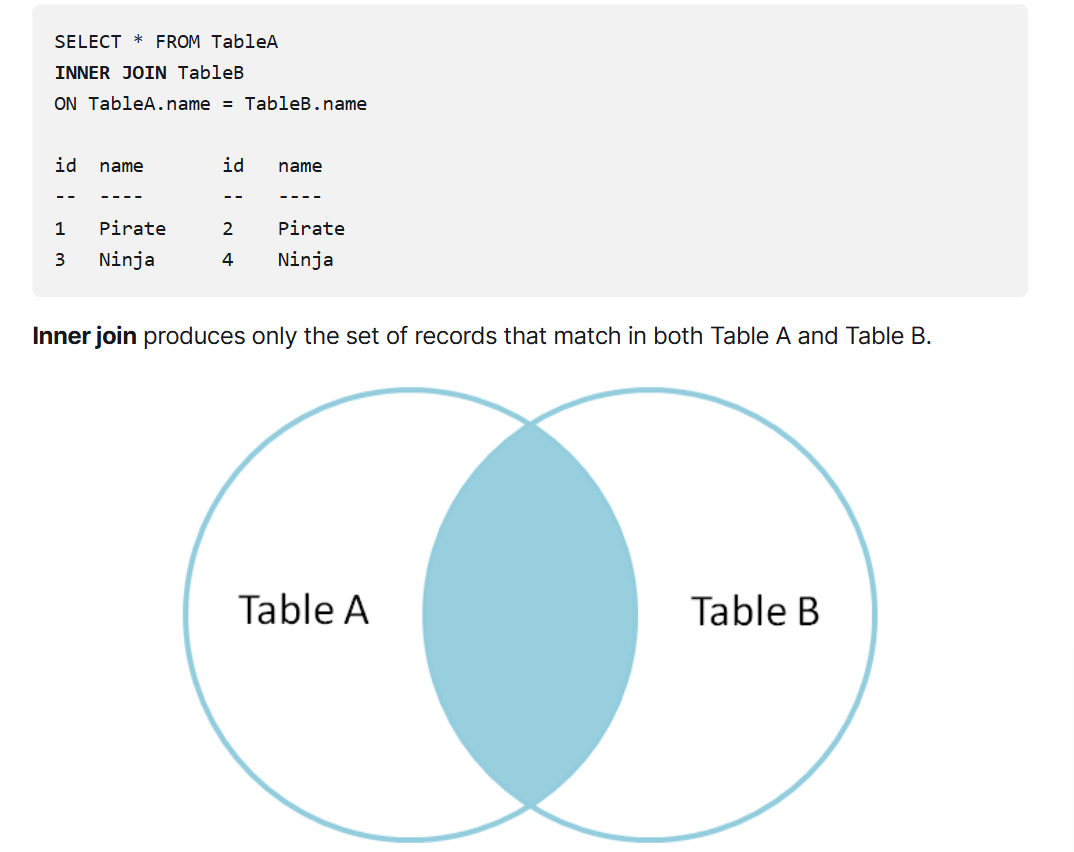 SELECT * FROM TableA
INNER JOIN TableB
ON TableA.name = TableB.name
id  name       id   name
--  ----       --   ----
1   Pirate     2    Pirate
3   Ninja      4    Ninja
Inner join produces only the set of records that match in both Table A and Table B.
Table A
Table B